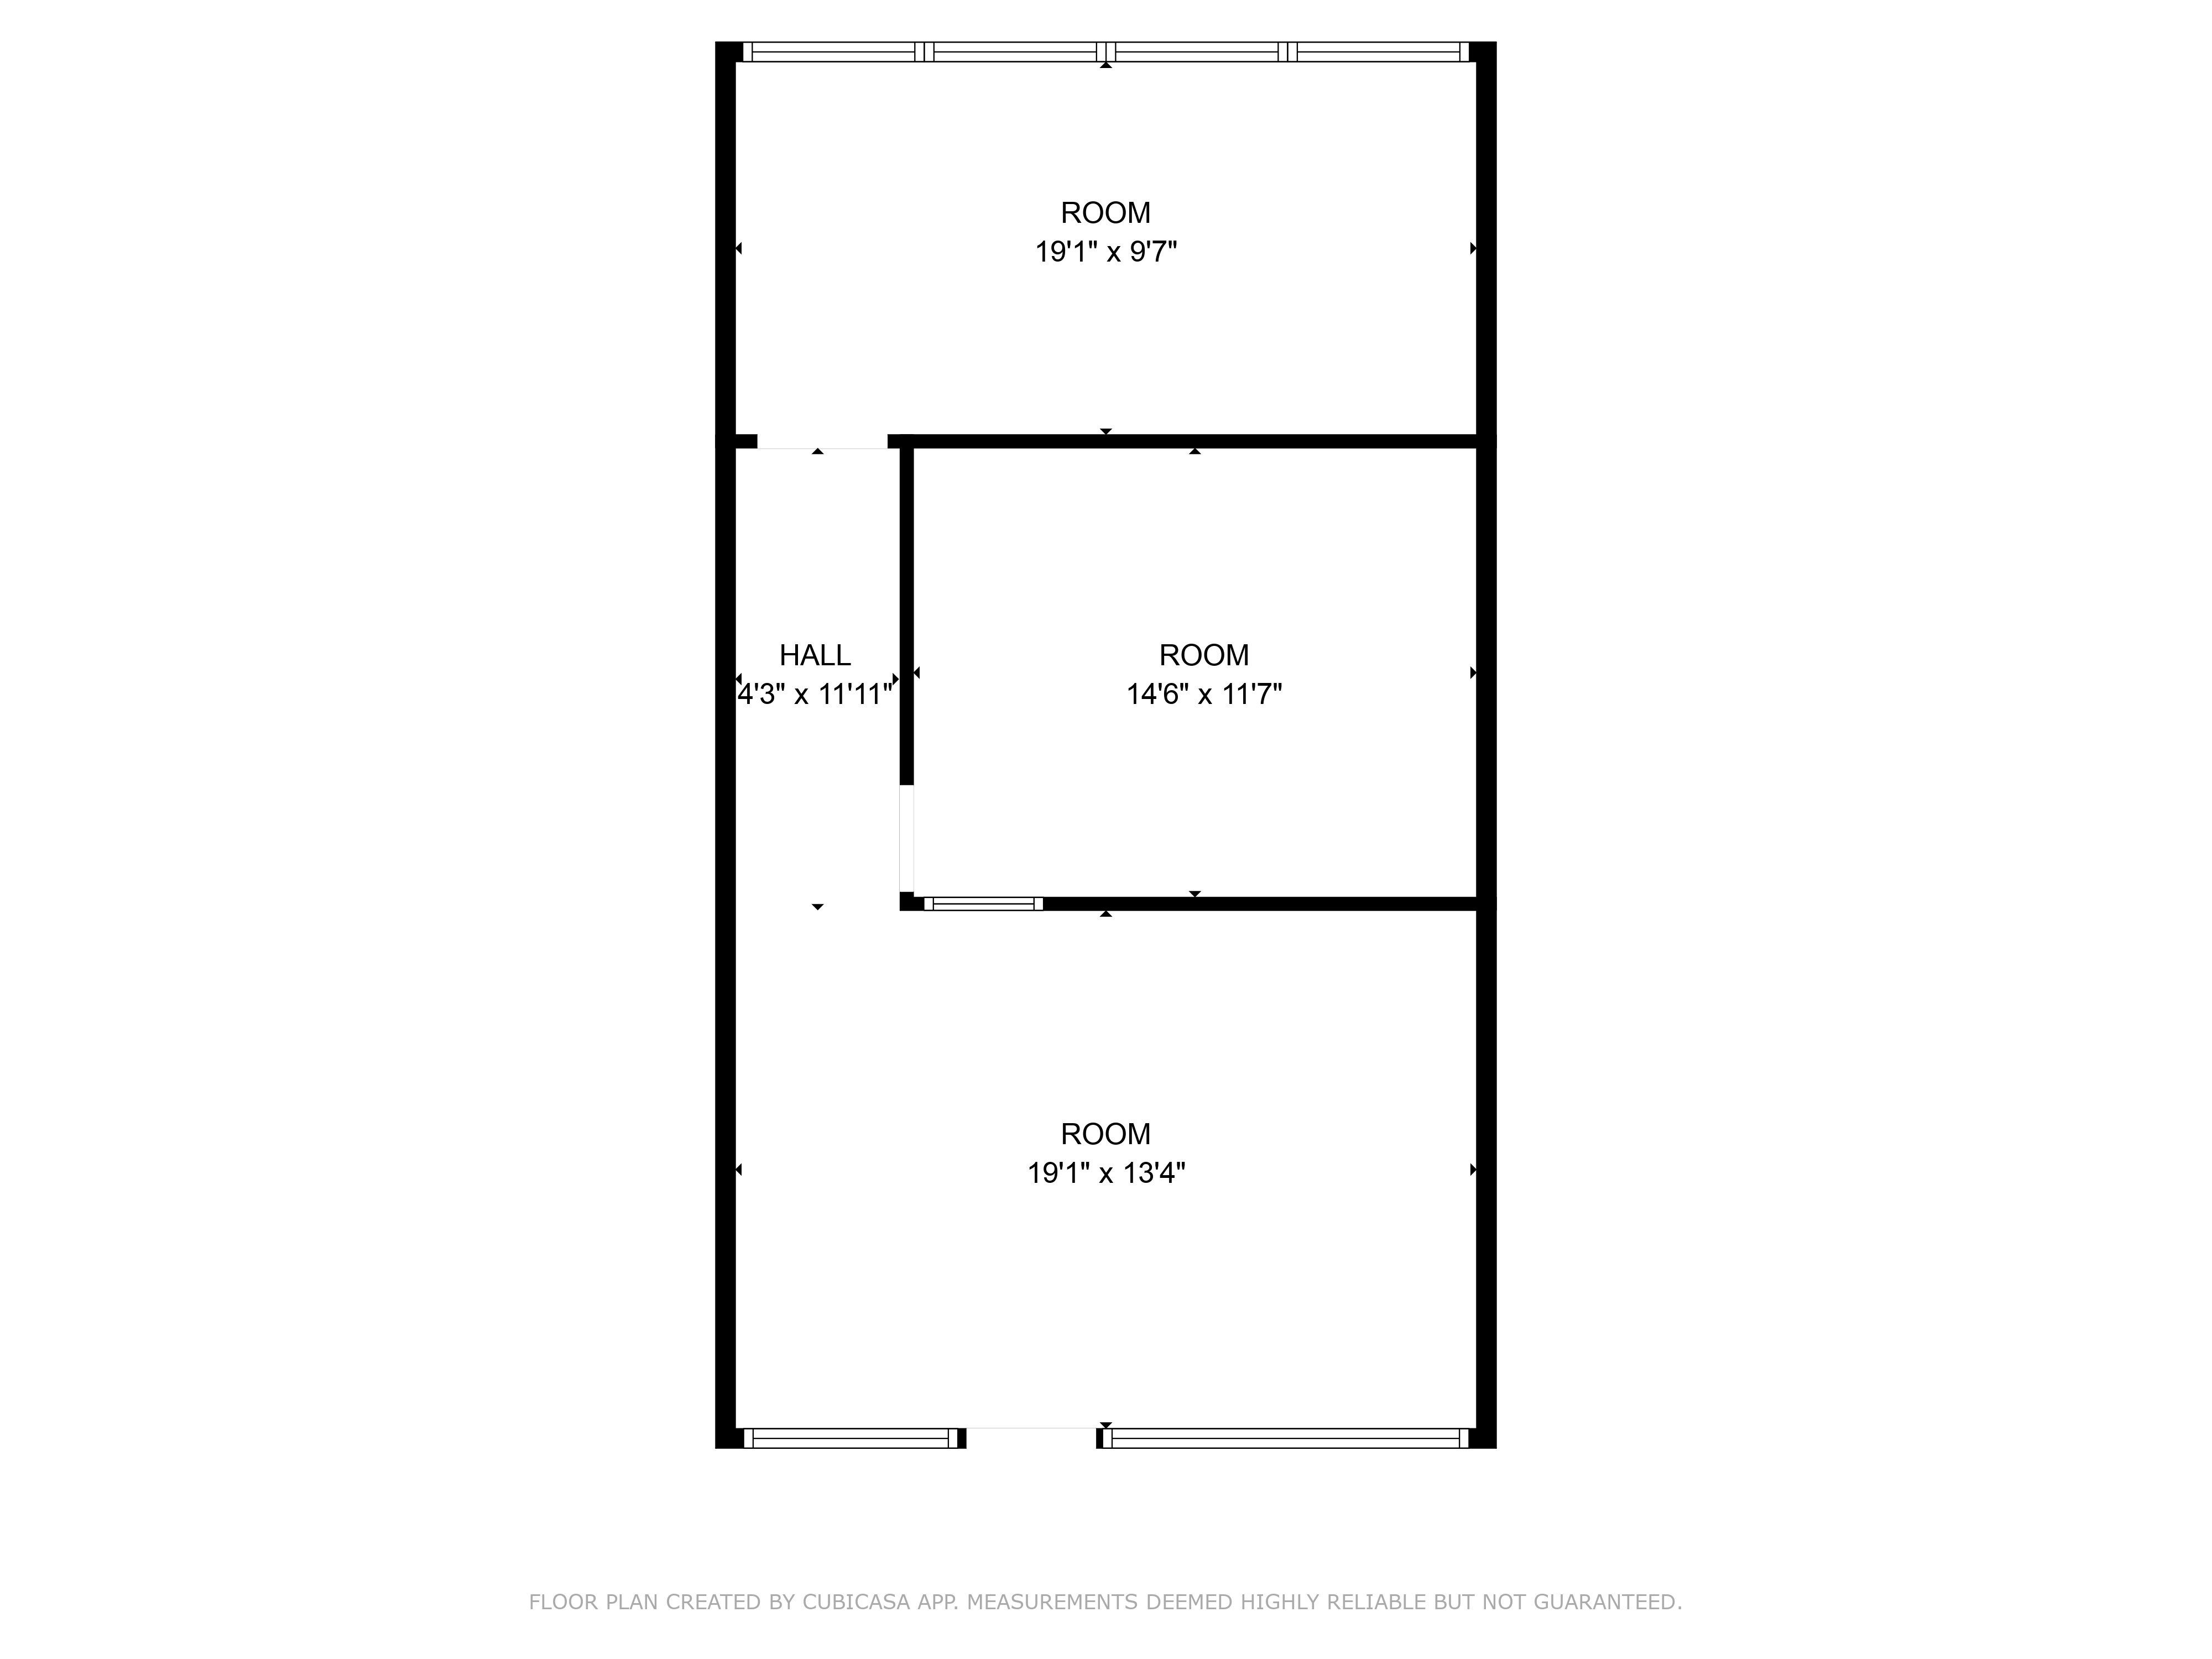 ROOM
19'1" x 9'7"
HALL
4'3" x 11'11"
ROOM
14'6" x 11'7"
ROOM
19'1" x 13'4"
FLOOR PLAN CREATED BY CUBICASA APP. MEASUREMENTS DEEMED HIGHLY RELIABLE BUT NOT GUARANTEED.